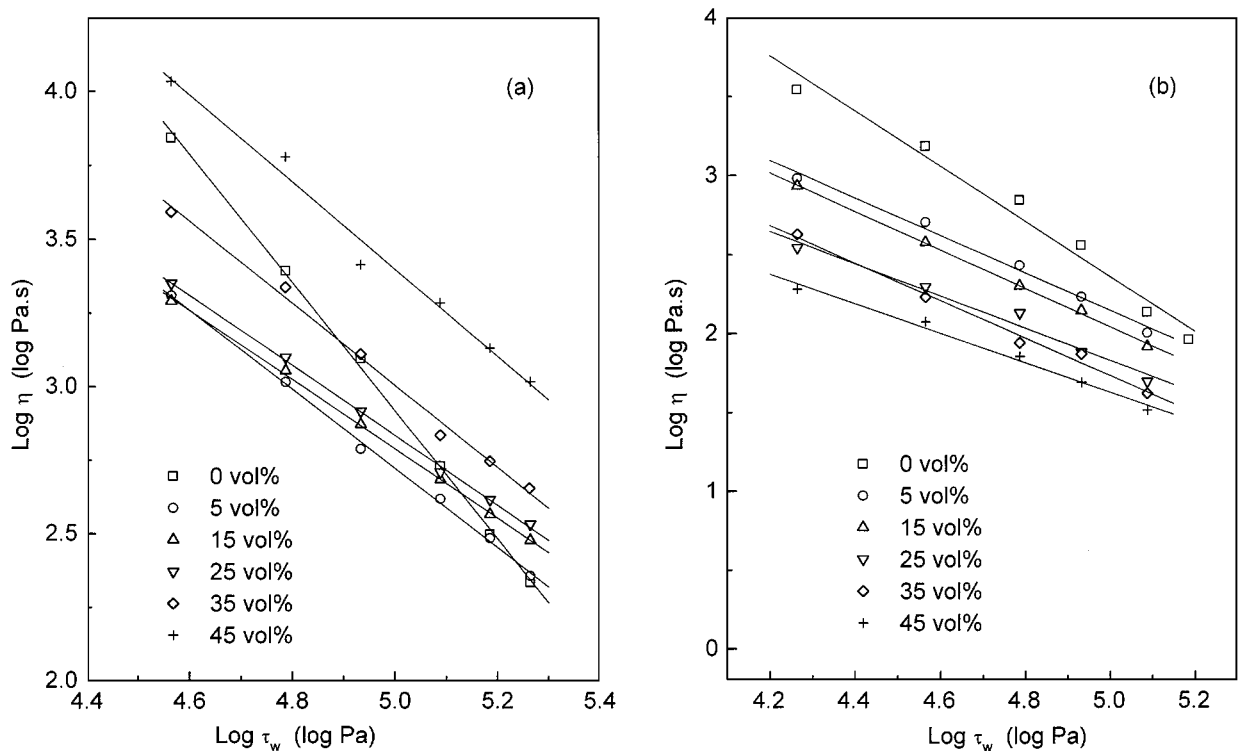 (a)
4.0
3.5
3.0
2.5
2.0
Log η (log Pa.s)
0 vol%
5 vol%
15 vol%
25 vol%
35 vol%
45 vol%
4.4 4.6 4.8 5.0 5.2 5.4
Log τw (log Pa)
(b)
4
3
2
1
0
Log η (log Pa.s)
0 vol%
5 vol%
15 vol%
25 vol%
35 vol%
45 vol%
4.2 4.4 4.6 4.8 5.0 5.2
Log τw (log Pa)